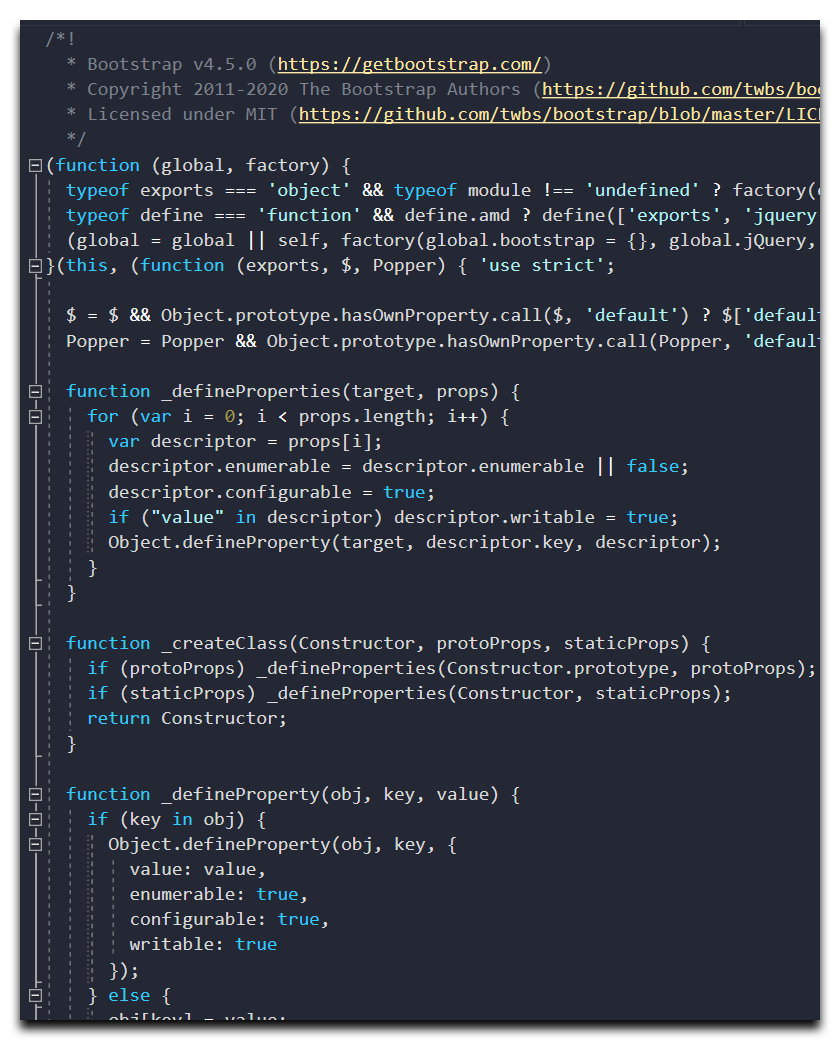 /*!
  * Bootstrap v4.5.0 (https://getbootstrap.com/)
  * Copyright 2011-2020 The Bootstrap Authors (https://github.com/twbs/
  * Licensed under MIT (https://github.com/twbs/bootstrap/blob/master/
  */
(function (global, factory) {
  typeof exports === 'object' && typeof module !== 'undefined' ? factory(
  typeof define === 'function' && define.amd ? define(['exports', 'jquery
  (global = global || self, factory(global.bootstrap = {}, global.jQuery,
}(this, (function (exports, $, Popper) { 'use strict';

  $ = $ && Object.prototype.hasOwnProperty.call($, 'default') ? $['defaul
  Popper = Popper && Object.prototype.hasOwnProperty.call(Popper, 'defaul

  function _defineProperties(target, props) {
    for (var i = 0; i < props.length; i++) {
      var descriptor = props[i];
      descriptor.enumerable = descriptor.enumerable || false;
      descriptor.configurable = true;
      if ("value" in descriptor) descriptor.writable = true;
      Object.defineProperty(target, descriptor.key, descriptor);
    }
  }

  function _createClass(Constructor, protoProps, staticProps) {
    if (protoProps) _defineProperties(Constructor.prototype, protoProps);
    if (staticProps) _defineProperties(Constructor, staticProps);
    return Constructor;
  }

  function _defineProperty(obj, key, value) {
    if (key in obj) {
      Object.defineProperty(obj, key, {
        value: value,
        enumerable: true,
        configurable: true,
        writable: true
      });
    } else {
      obj[key] = value;